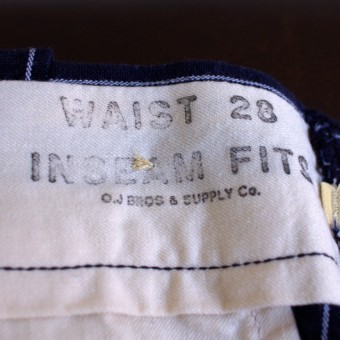 WAIST 28
INSEAM FITS
O.J BROS & SUPPLY Co.